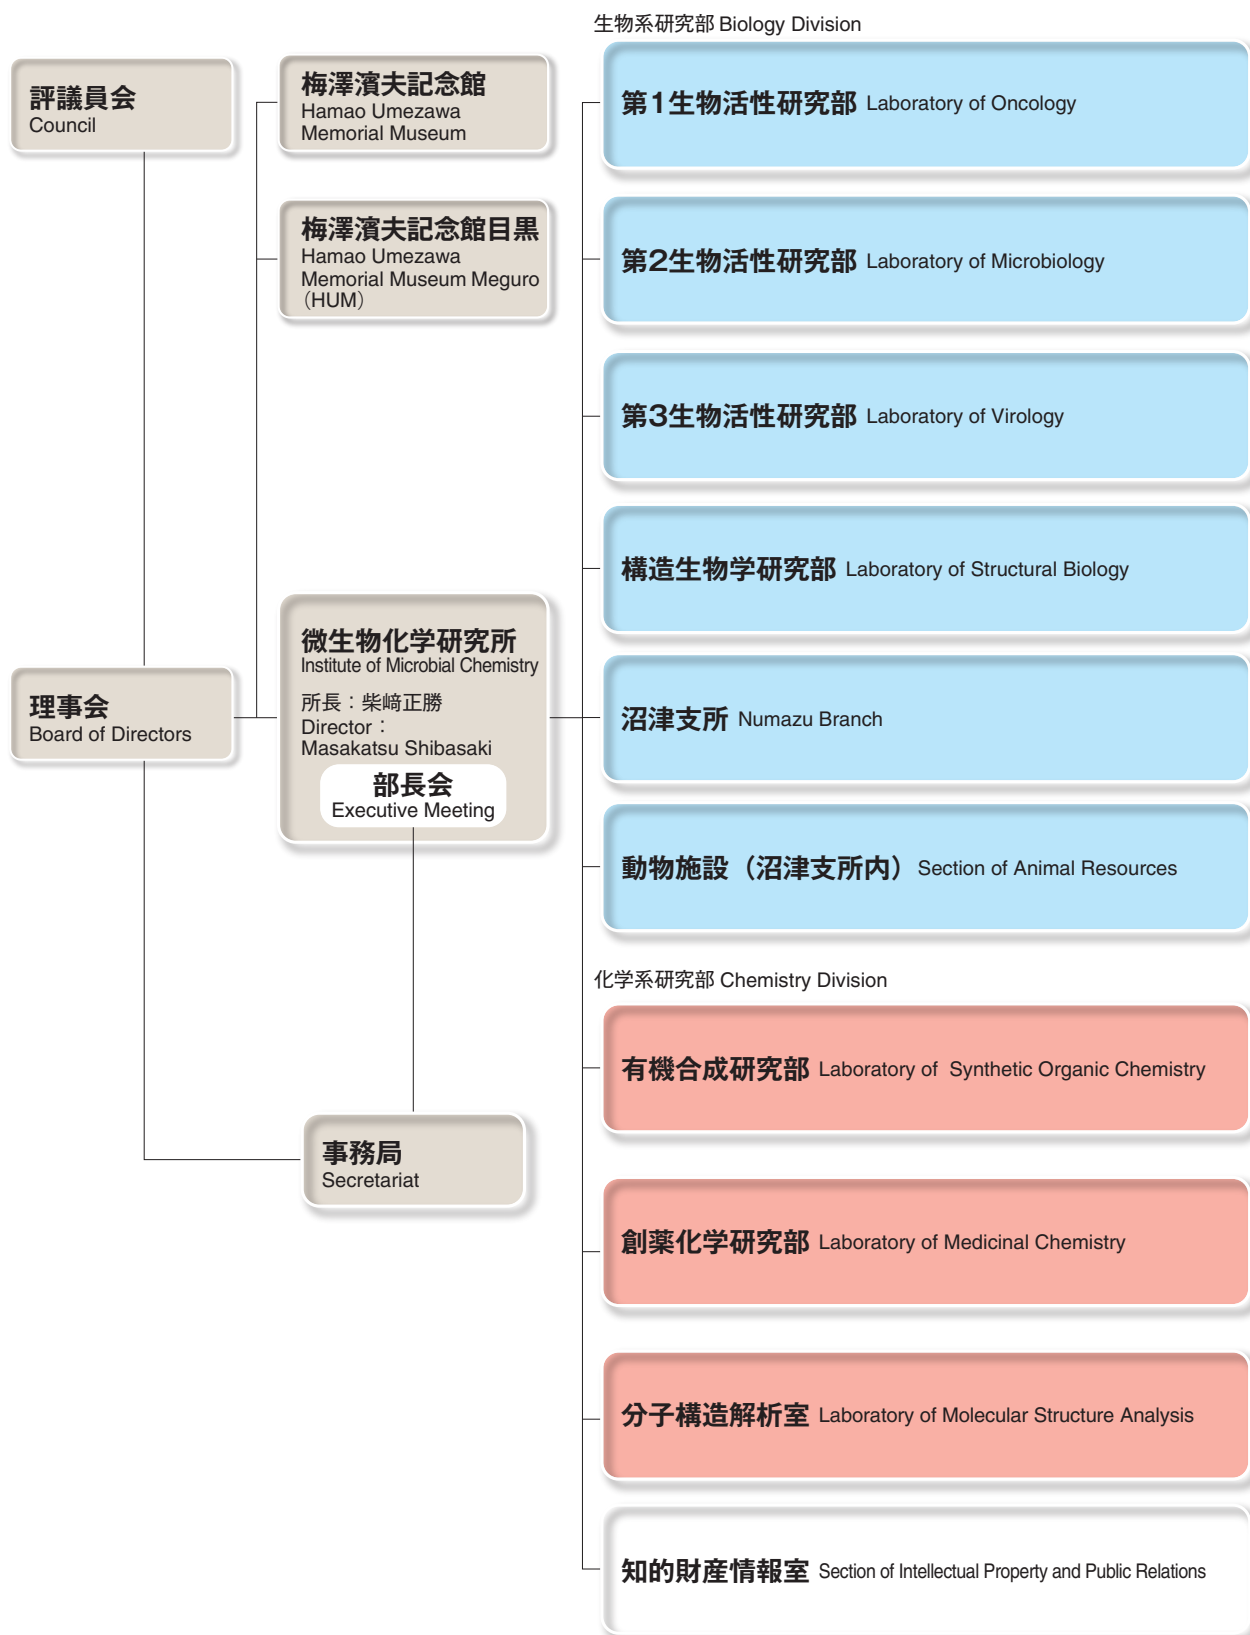 評議員会
Council
理事会
Board of Directors
梅澤濱夫記念館
Hamao Umezawa
Memorial Museum
梅澤濱夫記念館目黒
Hamao Umezawa
Memorial Museum Meguro
（HUM）
微生物化学研究所
Institute of Microbial Chemistry
所長：柴﨑正勝
Director：
Masakatsu Shibasaki
部長会
Executive Meeting
事務局
Secretariat
生物系研究部 Biology Division
第1生物活性研究部 Laboratory of Oncology
第2生物活性研究部 Laboratory of Microbiology
第3生物活性研究部 Laboratory of Virology
構造生物学研究部 Laboratory of Structural Biology
沼津支所 Numazu Branch
動物施設（沼津支所内）Section of Animal Resources
化学系研究部 Chemistry Division
有機合成研究部 Laboratory of Synthetic Organic Chemistry
創薬化学研究部 Laboratory of Medicinal Chemistry
分子構造解析室 Laboratory of Molecular Structure Analysis
知的財産情報室 Section of Intellectual Property and Public Relations